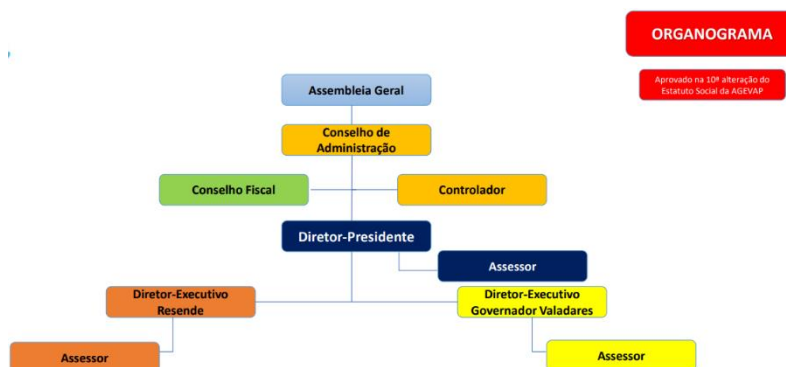 ORGANOGRAMA
Aprovado na 10ª alteração do
Estatuto Social da AGEVAP
Assembleia Geral
Conselho de
Administração
Conselho Fiscal
Controlador
Diretor-Presidente
Assessor
Diretor-Executivo
Resende
Diretor-Executivo
Governador Valadares
Assessor
Assessor